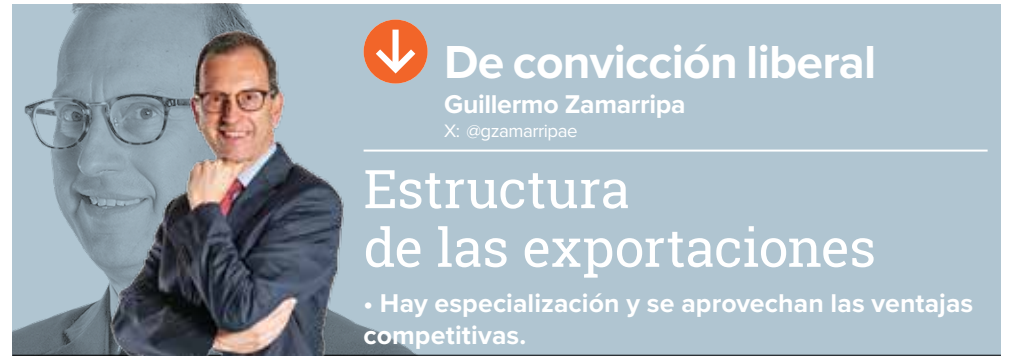 De convicción liberal
Guillermo Zamarripa
X: @gzamarripae
Estructura
de las exportaciones
• Hay especialización y se aprovechan las ventajas
competitivas.